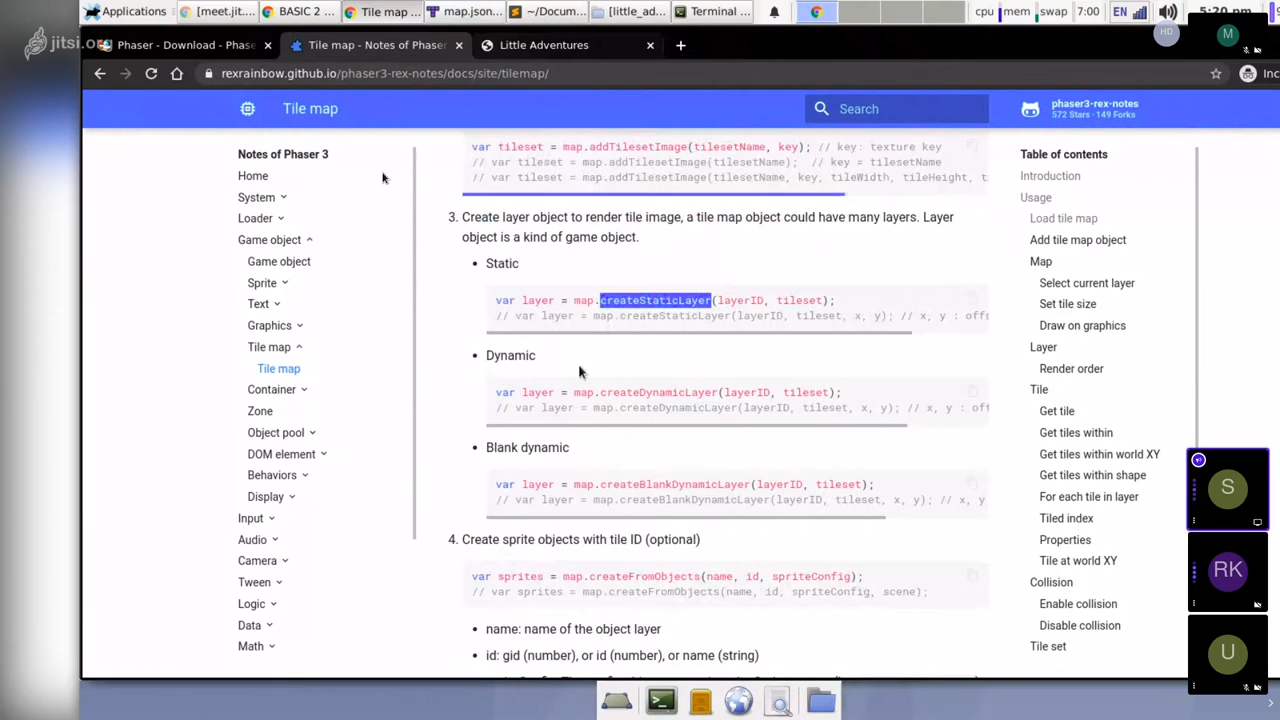 Applications
[meet.jit...
BASIC 2 ...
Tile map ...
map.json...
~/Docum...
[little_ad...
Terminal ...
cpu
mem
swap
7:00
EN
5:20 pm
jitsi.org
Phaser - Download - Phase
Tile map - Notes of Phaser
Little Adventures
HD
M
rexrainbow.github.io/phaser3-rex-notes/docs/site/tilemap/
Inc
Tile map
Search
phaser3-rex-notes
572 Stars · 149 Forks
Notes of Phaser 3
Home
System
Loader
Game object
Game object
Sprite
Text
Graphics
Tile map
Tile map
Container
Zone
Object pool
DOM element
Behaviors
Display
Input
Audio
Camera
Tween
Logic
Data
Math
var tileset = map.addTilesetImage(tilesetName, key); // key: texture key
// var tileset = map.addTilesetImage(tilesetName); // key = tilesetName
// var tileset = map.addTilesetImage(tilesetName, key, tileWidth, tileHeight, t
3. Create layer object to render tile image, a tile map object could have many layers. Layer
object is a kind of game object.
• Static
var layer = map.createStaticLayer(layerID, tileset);
// var layer = map.createStaticLayer(layerID, tileset, x, y); // x, y : offs
• Dynamic
var layer = map.createDynamicLayer(layerID, tileset);
// var layer = map.createDynamicLayer(layerID, tileset, x, y); // x, y : off
• Blank dynamic
var layer = map.createBlankDynamicLayer(layerID, tileset);
// var layer = map.createBlankDynamicLayer(layerID, tileset, x, y); // x, y
4. Create sprite objects with tile ID (optional)
var sprites = map.createFromObjects(name, id, spriteConfig);
// var sprites = map.createFromObjects(name, id, spriteConfig, scene);
• name: name of the object layer
• id: gid (number), or id (number), or name (string)
Table of contents
Introduction
Usage
Load tile map
Add tile map object
Map
Select current layer
Set tile size
Draw on graphics
Layer
Render order
Tile
Get tile
Get tiles within
Get tiles within world XY
Get tiles within shape
For each tile in layer
Tiled index
Properties
Tile at world XY
Collision
Enable collision
Disable collision
Tile set
S
RK
U